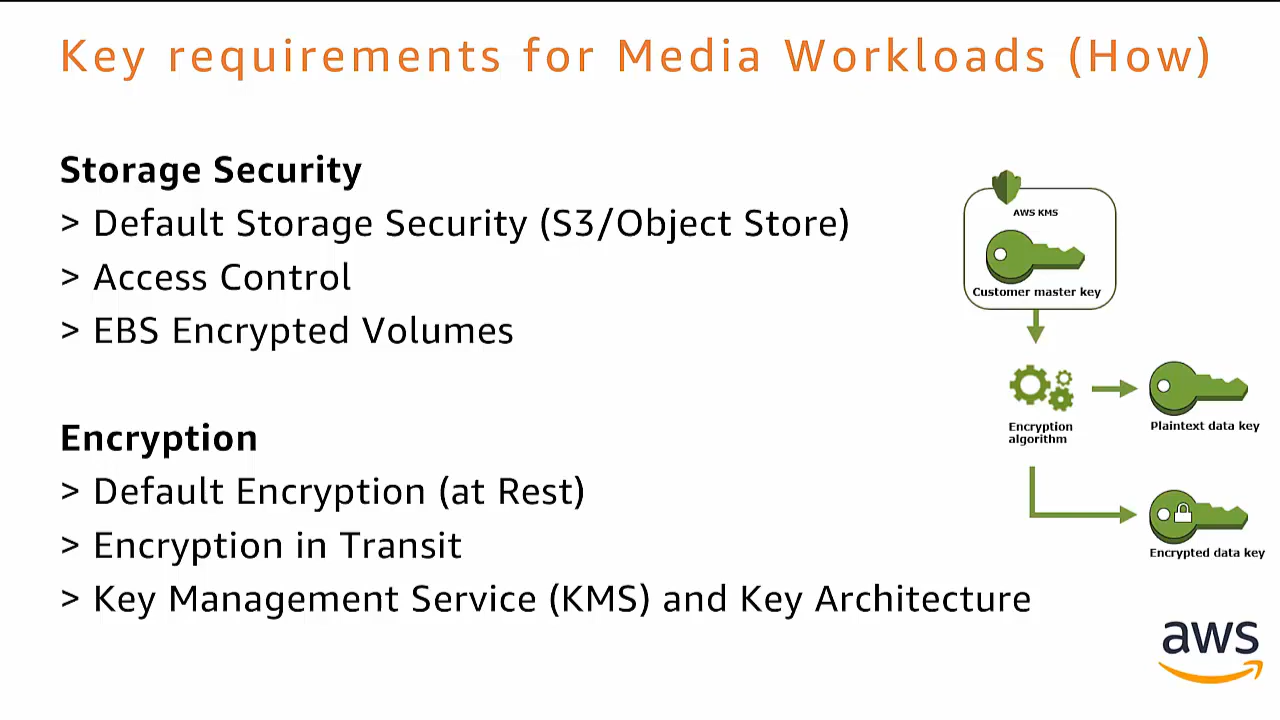 Key requirements for Media Workloads (How)
Storage Security
> Default Storage Security (S3/Object Store)
> Access Control
> EBS Encrypted Volumes
Encryption
> Default Encryption (at Rest)
> Encryption in Transit
> Key Management Service (KMS) and Key Architecture
AWS KMS
Customer master key
Encryption
algorithm
Plaintext data key
Encrypted data key
aws